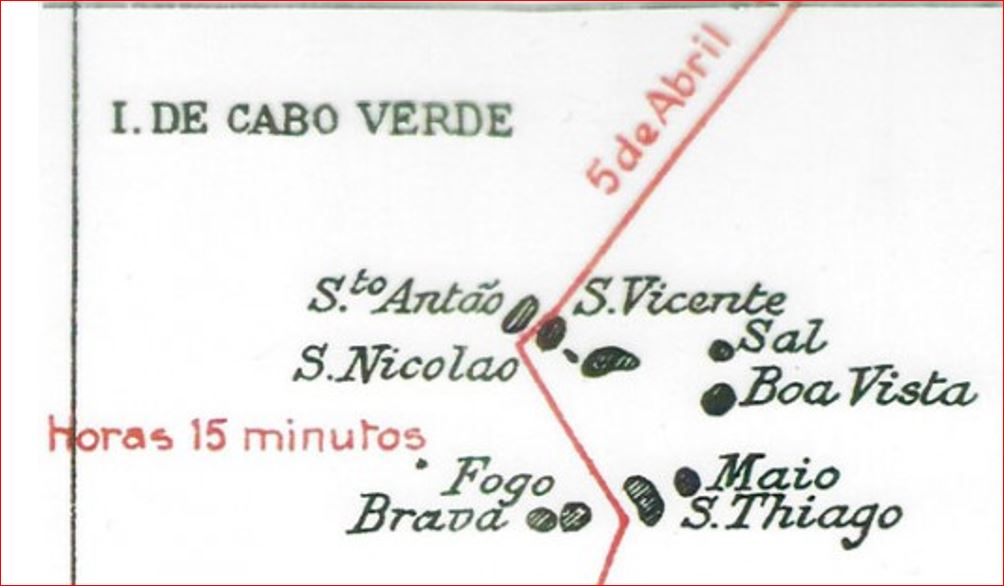 5 de Abril
I. DE CABO VERDE
S.to Antão
S. Vicente
Sal
S. Nicolao
Boa Vista
horas 15 minutos
Fogo
Maio
Brava
S. Thiago